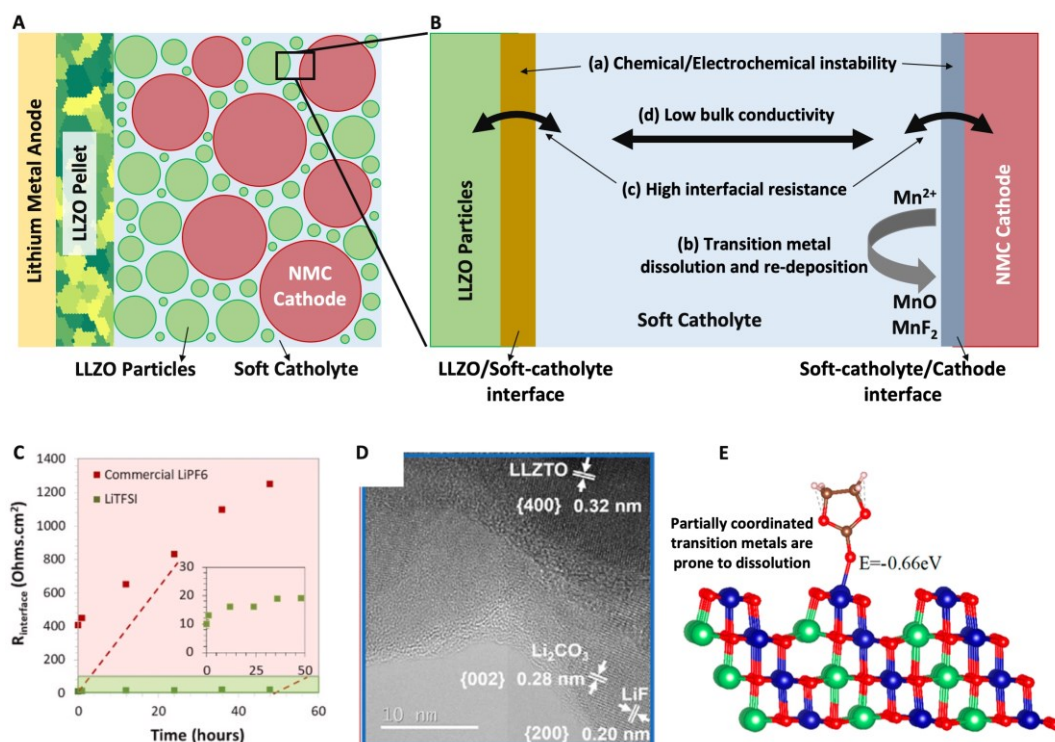 A
Lithium Metal Anode
LLZO Pellet
NMC
Cathode
LLZO Particles
Soft Catholyte
B
(a) Chemical/Electrochemical instability
(d) Low bulk conductivity
(c) High interfacial resistance
Mn²⁺
(b) Transition metal
dissolution and re-deposition
MnO
MnF₂
LLZO Particles
Soft Catholyte
NMC Cathode
LLZO/Soft-catholyte
interface
Soft-catholyte/Cathode
interface
C
Commercial LiPF6
LiTFSI
R_interface (Ohms.cm²)
1400
1200
1000
800
600
400
200
0
30
20
10
0
0
25
50
0
20
40
60
Time (hours)
D
LLZTO
{400} 0.32 nm
Li₂CO₃
{002} 0.28 nm
LiF
{200} 0.20 nm
10 nm
E
Partially coordinated
transition metals are
prone to dissolution
E=-0.66eV